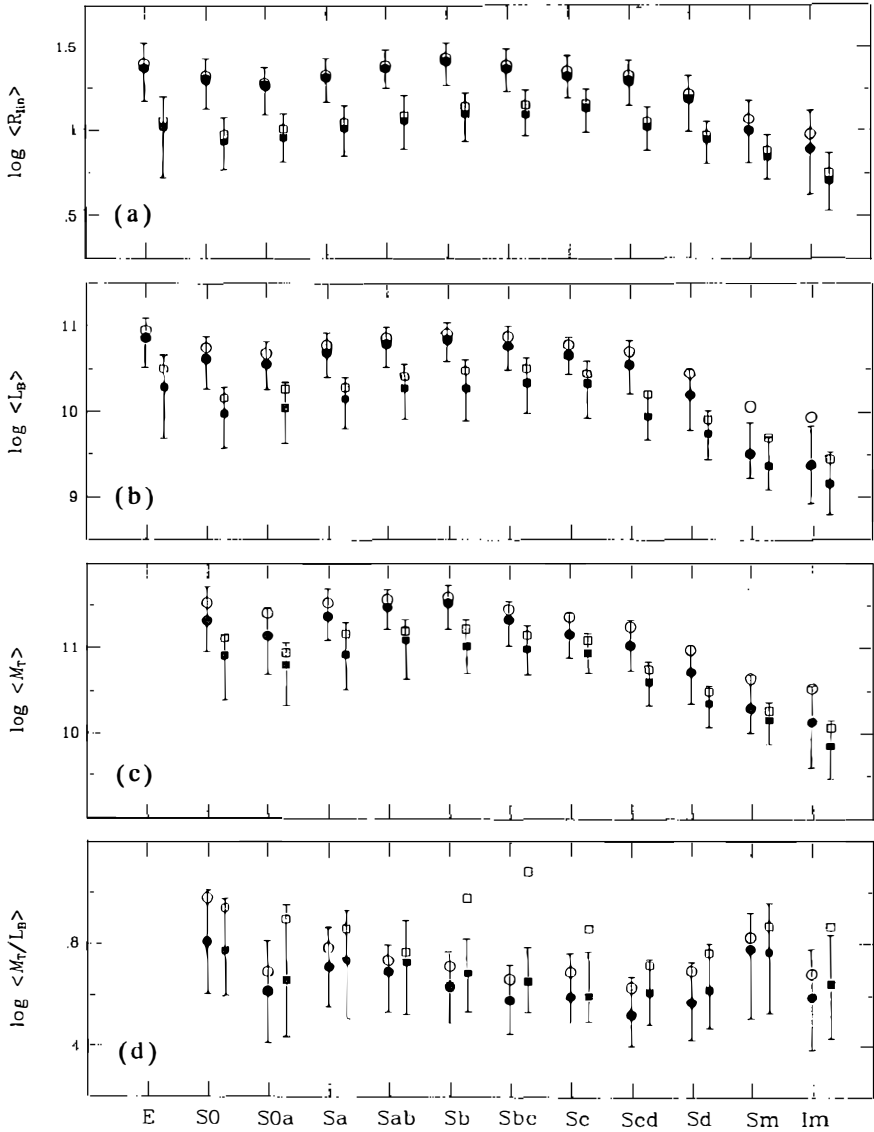 1.5
1.0
.5
log <R_lin>
(a)
11
10
9
log <L_B>
(b)
11
10
log <M_T>
(c)
.8
.4
log <M_T/L_B>
(d)
E S0 S0a Sa Sab Sb Sbc Sc Scd Sd Sm Im